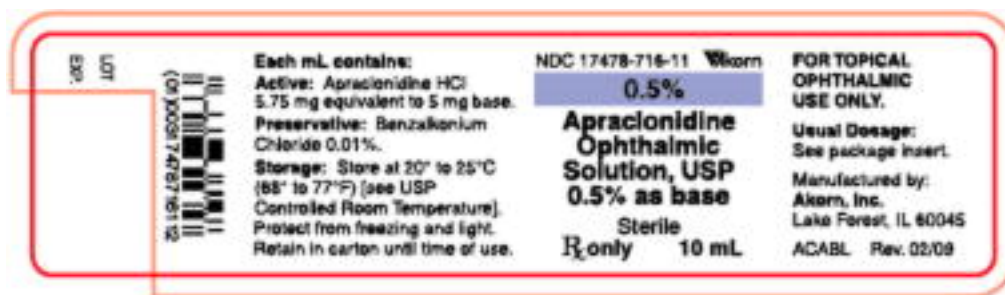 LOT
EXP.
(01)00317478716112
Each mL contains:
Active: Apraclonidine HCl
5.75 mg equivalent to 5 mg base.
Preservative: Benzalkonium
Chloride 0.01%.
Storage: Store at 20° to 25°C
(68° to 77°F) [see USP
Controlled Room Temperature].
Protect from freezing and light.
Retain in carton until time of use.
NDC 17478-716-11 Akorn
0.5%
Apraclonidine
Ophthalmic
Solution, USP
0.5% as base
Sterile
Rx only 10 mL
FOR TOPICAL
OPHTHALMIC
USE ONLY.
Usual Dosage:
See package insert.
Manufactured by:
Akorn, Inc.
Lake Forest, IL 60045
ACABL Rev. 02/09